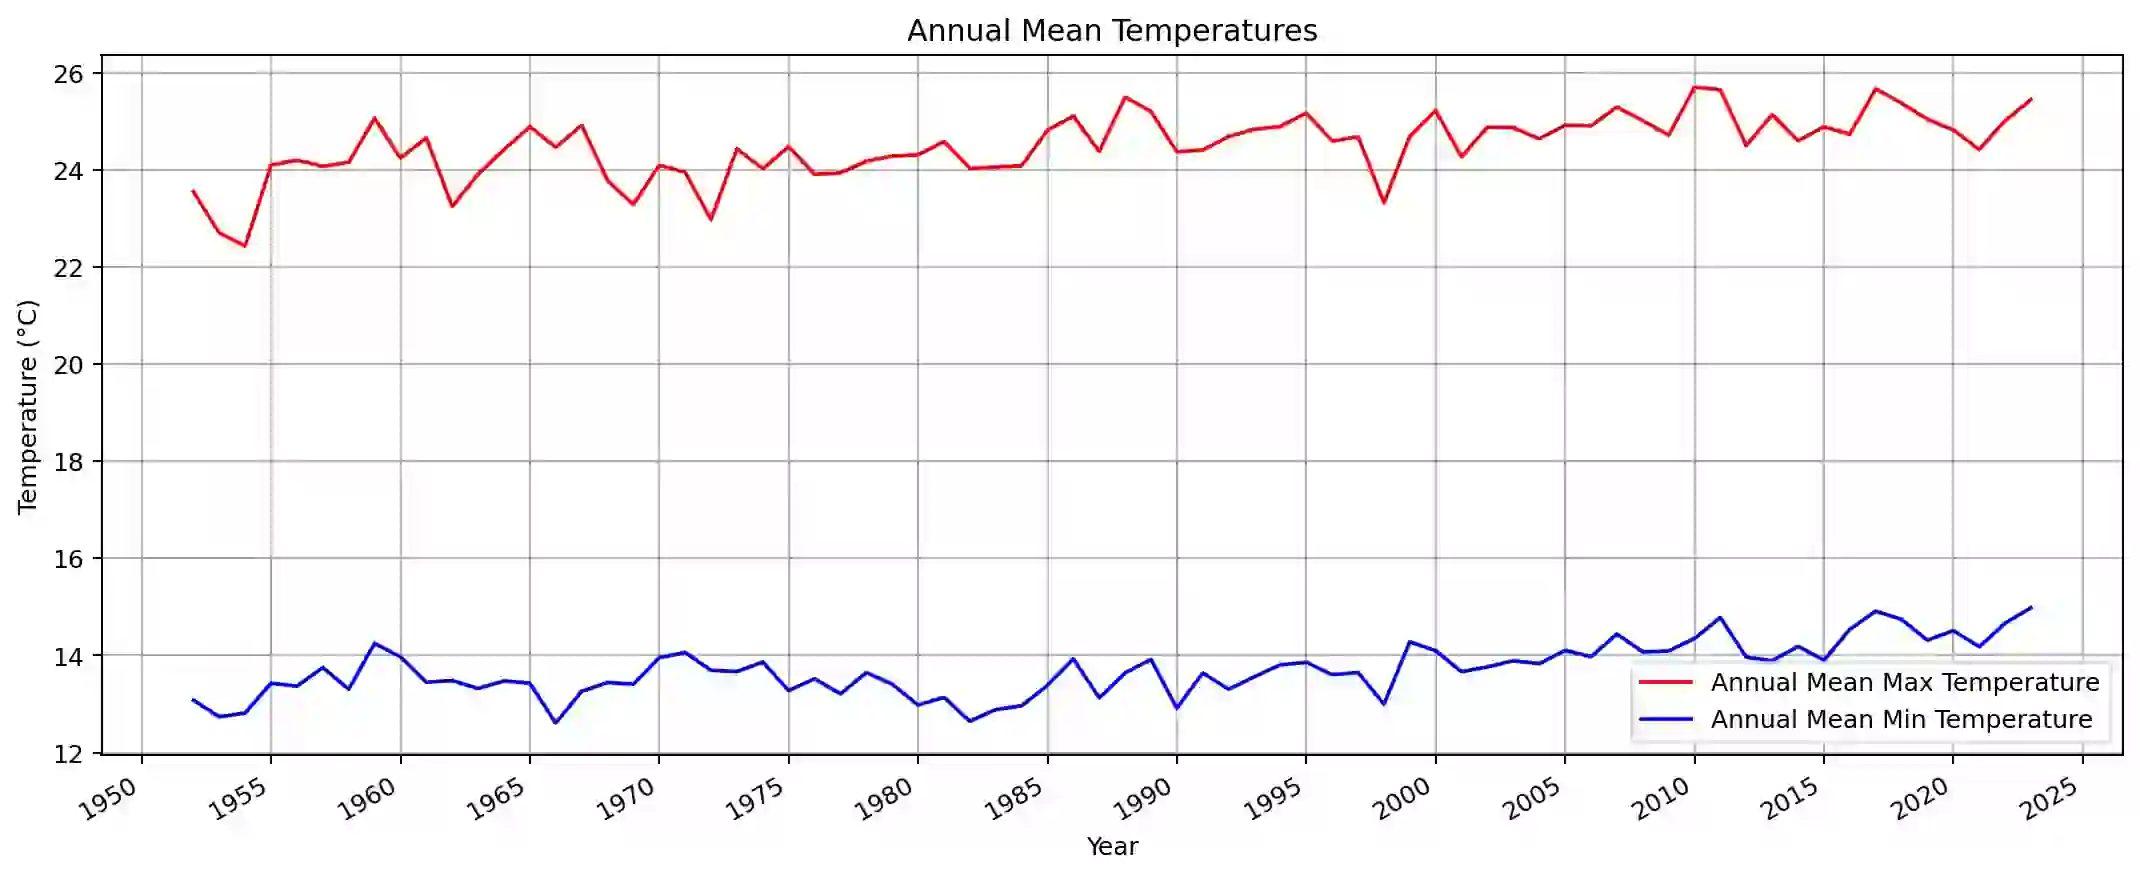 Annual Mean Temperatures
26
24
22
20
18
16
14
12
Temperature (°C)
Annual Mean Max Temperature
Annual Mean Min Temperature
1950 1955 1960 1965 1970 1975 1980 1985 1990 1995 2000 2005 2010 2015 2020 2025
Year